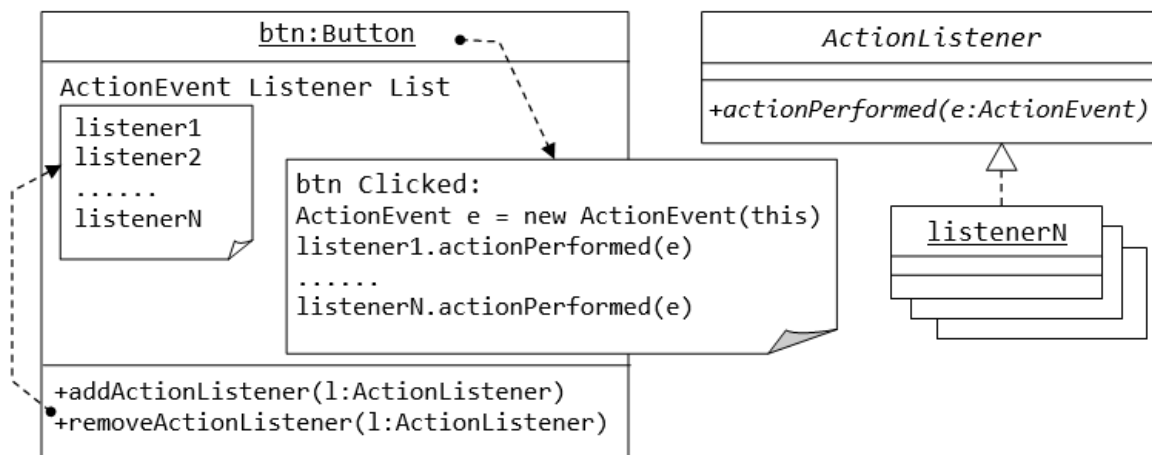 btn:Button
ActionEvent Listener List
listener1
listener2
......
listenerN
btn Clicked:
ActionEvent e = new ActionEvent(this)
listener1.actionPerformed(e)
......
listenerN.actionPerformed(e)
+addActionListener(l:ActionListener)
+removeActionListener(l:ActionListener)
ActionListener
+actionPerformed(e:ActionEvent)
listenerN